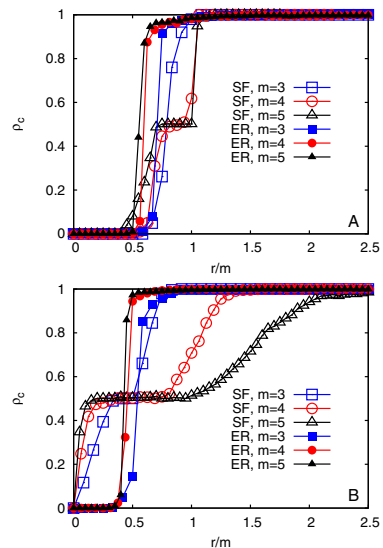 1
0.8
0.6
0.4
0.2
0
ρc
SF, m=3
SF, m=4
SF, m=5
ER, m=3
ER, m=4
ER, m=5
A
0 0.5 1 1.5 2 2.5
r/m
1
0.8
0.6
0.4
0.2
0
ρc
SF, m=3
SF, m=4
SF, m=5
ER, m=3
ER, m=4
ER, m=5
B
0 0.5 1 1.5 2 2.5
r/m